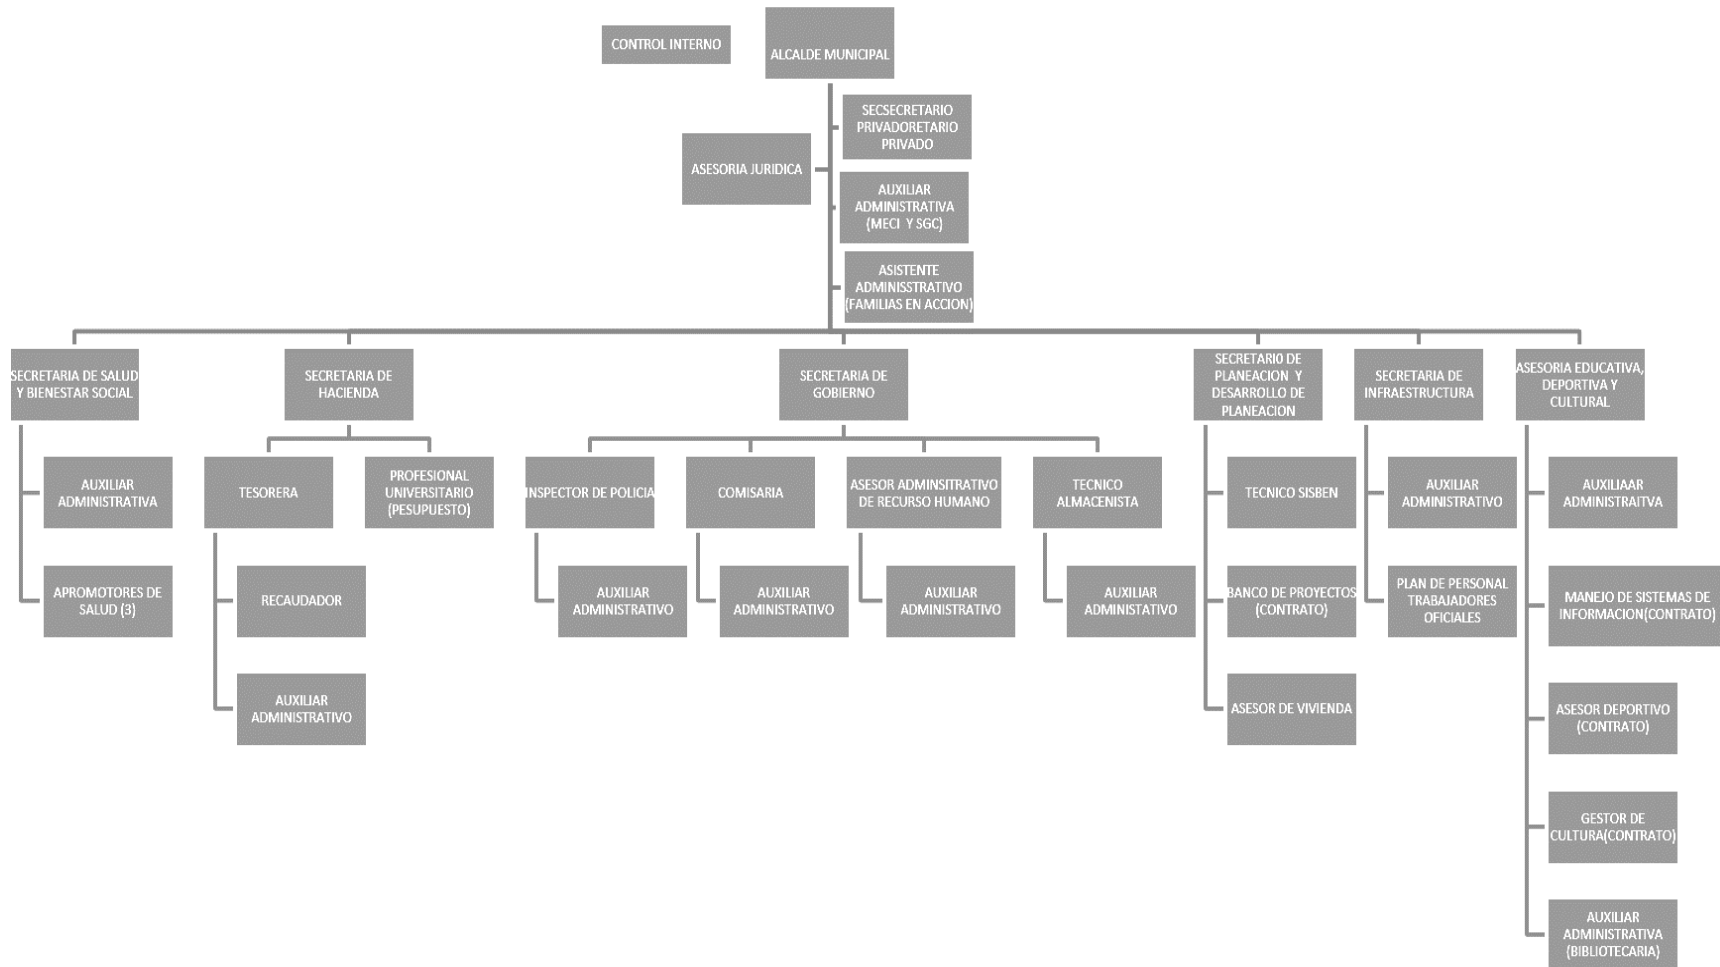 CONTROL INTERNO
ALCALDE MUNICIPAL
SECSECRETARIO
PRIVADORETARIO
PRIVADO
ASESORIA JURIDICA
AUXILIAR
ADMINISTRATIVA
(MECI Y SGC)
ASISTENTE
ADMINISSTRATIVO
(FAMILIAS EN ACCION)
SECRETARIA DE SALUD
Y BIENESTAR SOCIAL
SECRETARIA DE
HACIENDA
SECRETARIA DE
GOBIERNO
SECRETARI0 DE
PLANEACION Y
DESARROLLO DE
PLANEACION
SECRETARIA DE
INFRAESTRUCTURA
ASESORIA EDUCATIVA,
DEPORTIVA Y
CULTURAL
AUXILIAR
ADMINISTRATIVA
TESORERA
PROFESIONAL
UNIVERSITARIO
(PESUPUESTO)
INSPECTOR DE POLICIA
COMISARIA
ASESOR ADMINSITRATIVO
DE RECURSO HUMANO
TECNICO
ALMACENISTA
TECNICO SISBEN
AUXILIAR
ADMINISTRATIVO
AUXILIAAR
ADMINISTRAITVA
APROMOTORES DE
SALUD (3)
RECAUDADOR
AUXILIAR
ADMINISTRATIVO
AUXILIAR
ADMINISTRATIVO
AUXILIAR
ADMINISTRATIVO
AUXILIAR
ADMINISTATIVO
BANCO DE PROYECTOS
(CONTRATO)
PLAN DE PERSONAL
TRABAJADORES
OFICIALES
MANEJO DE SISTEMAS DE
INFORMACION(CONTRATO)
AUXILIAR
ADMINISTRATIVO
ASESOR DE VIVIENDA
ASESOR DEPORTIVO
(CONTRATO)
GESTOR DE
CULTURA(CONTRATO)
AUXILIAR
ADMINISTRATIVA
(BIBLIOTECARIA)